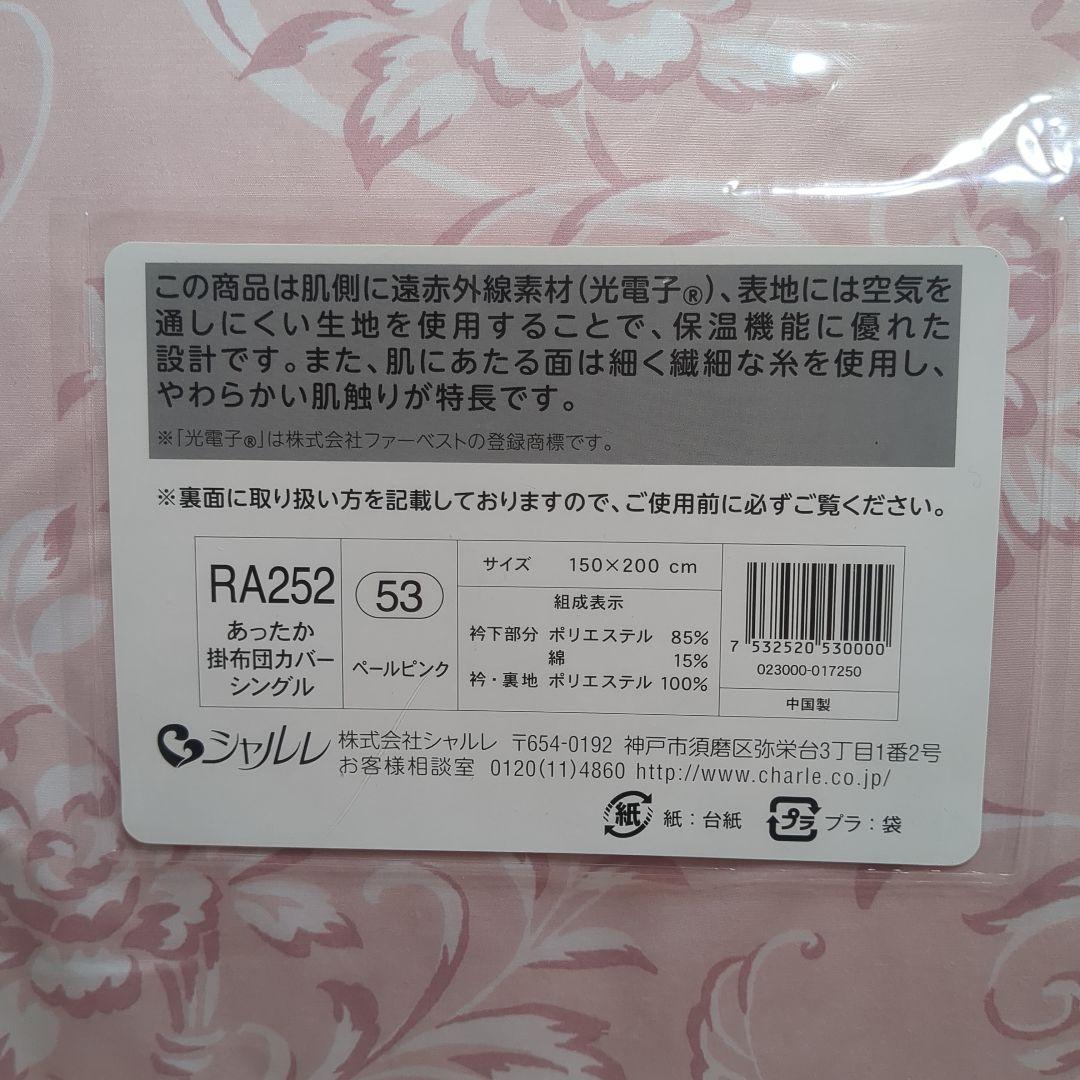 この商品は肌側に遠赤外線素材(光電子®)、表地には空気を
通しにくい生地を使用することで、保温機能に優れた
設計です。また、肌にあたる面は細く繊細な糸を使用し、
やわらかい肌触りが特長です。
※「光電子®」は株式会社ファーベストの登録商標です。
※裏面に取り扱い方を記載しておりますので、ご使用前に必ずご覧ください。
RA252
あったか
掛布団カバー
シングル
53
ペールピンク
サイズ 150×200 cm
組成表示
衿下部分 ポリエステル 85%
綿 15%
衿・裏地 ポリエステル 100%
7 532520 530000
023000-017250
中国製
シャルレ 株式会社シャルレ 〒654-0192 神戸市須磨区弥栄台3丁目1番2号
お客様相談室 0120(11)4860 http://www.charle.co.jp/
紙 紙：台紙 プラ プラ：袋